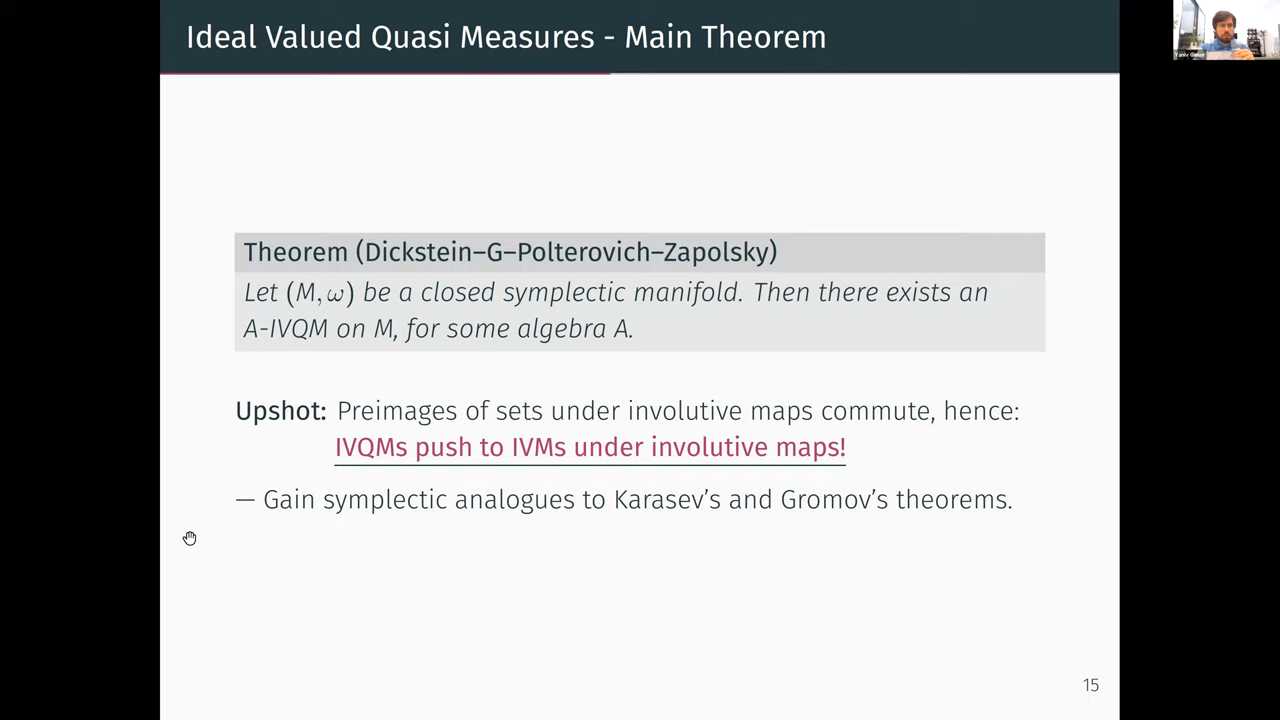 Ideal Valued Quasi Measures - Main Theorem
Theorem (Dickstein–G–Polterovich–Zapolsky)
Let (M, ω) be a closed symplectic manifold. Then there exists an
A-IVQM on M, for some algebra A.
Upshot: Preimages of sets under involutive maps commute, hence:
IVQMs push to IVMs under involutive maps!
— Gain symplectic analogues to Karasev’s and Gromov’s theorems.
15